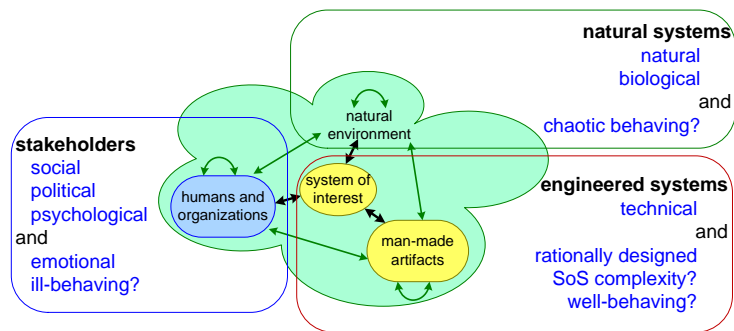 natural systems
natural
biological
and
chaotic behaving?
natural
environment
stakeholders
social
political
psychological
and
emotional
ill-behaving?
humans and
organizations
system of
interest
man-made
artifacts
engineered systems
technical
and
rationally designed
SoS complexity?
well-behaving?